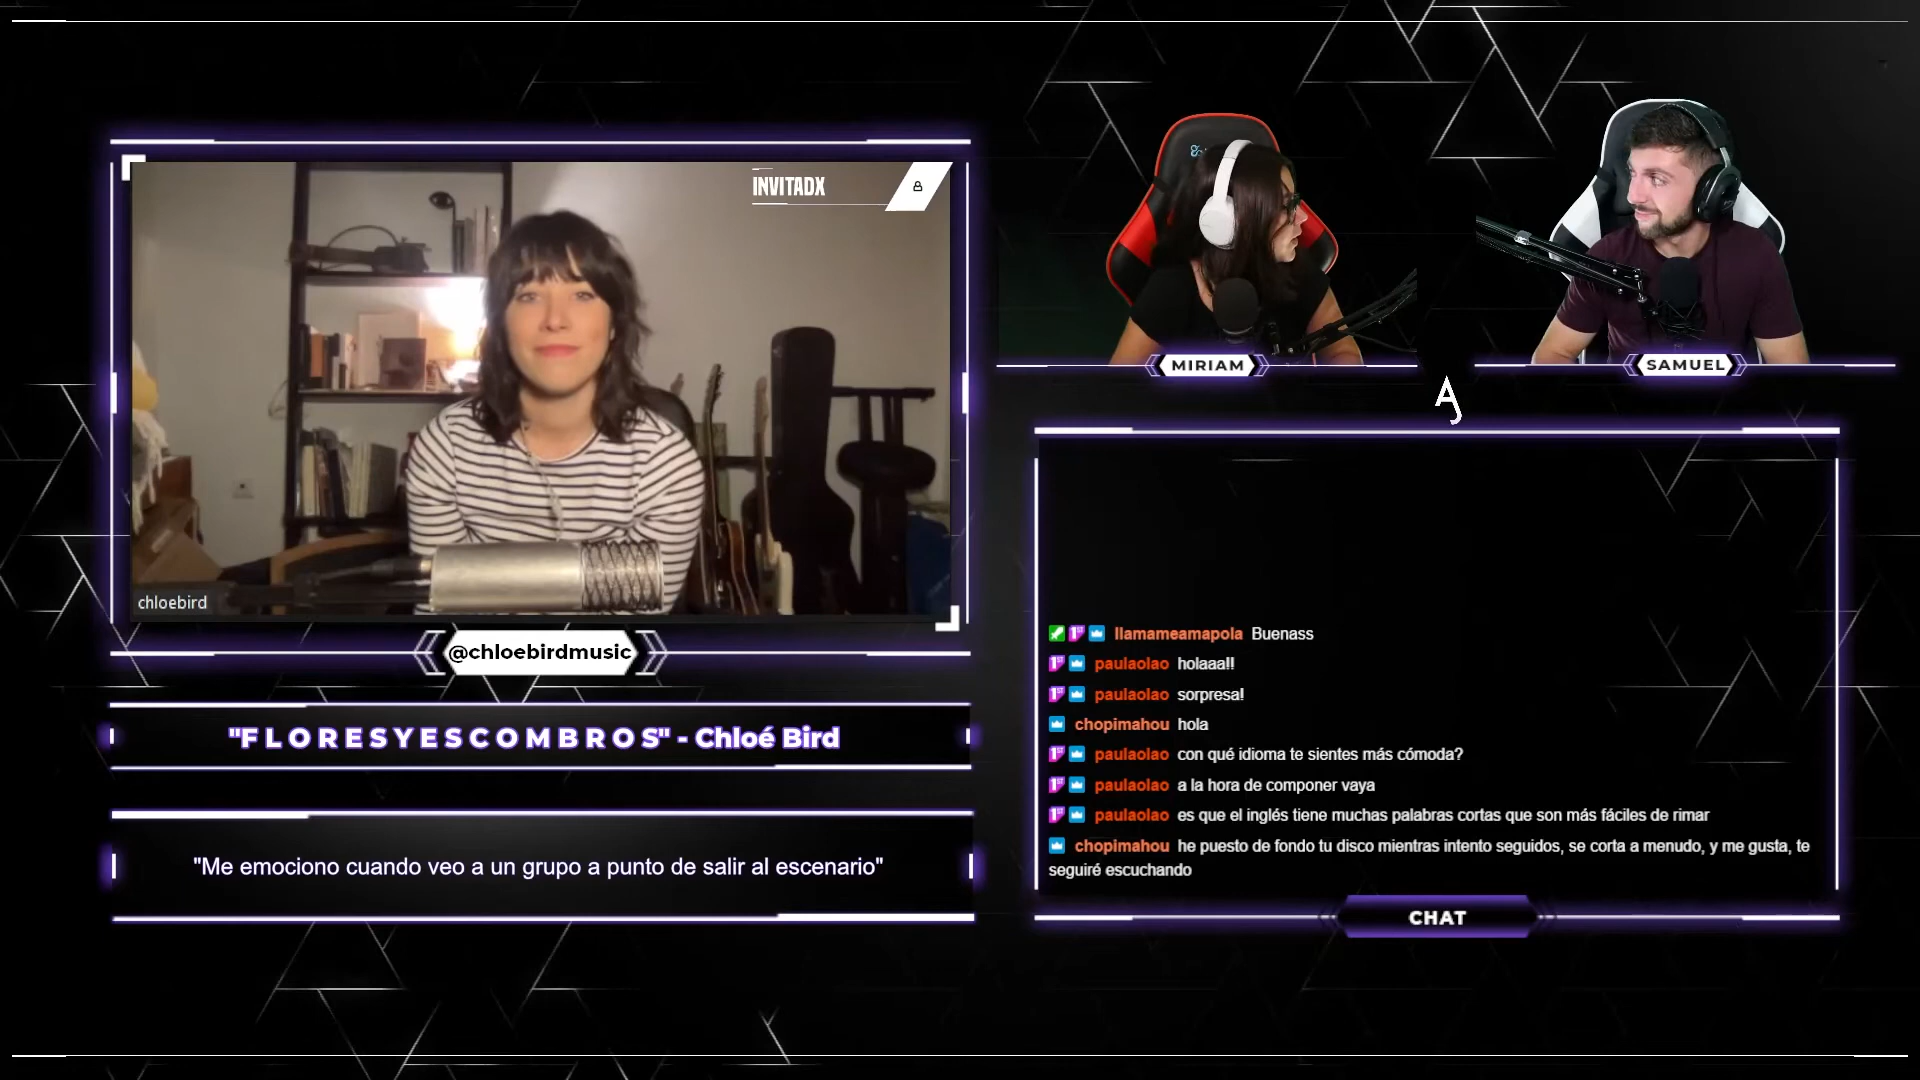 INVITADX
chloebird
@chloebirdmusic
"F L O R E S Y E S C O M B R O S" - Chloé Bird
"Me emociono cuando veo a un grupo a punto de salir al escenario"
MIRIAM
SAMUEL
llamameamapola Buenass
paulaolao holaaa!!
paulaolao sorpresa!
chopimahou hola
paulaolao con qué idioma te sientes más cómoda?
paulaolao a la hora de componer vaya
paulaolao es que el inglés tiene muchas palabras cortas que son más fáciles de rimar
chopimahou he puesto de fondo tu disco mientras intento seguidos, se corta a menudo, y me gusta, te
seguiré escuchando
CHAT